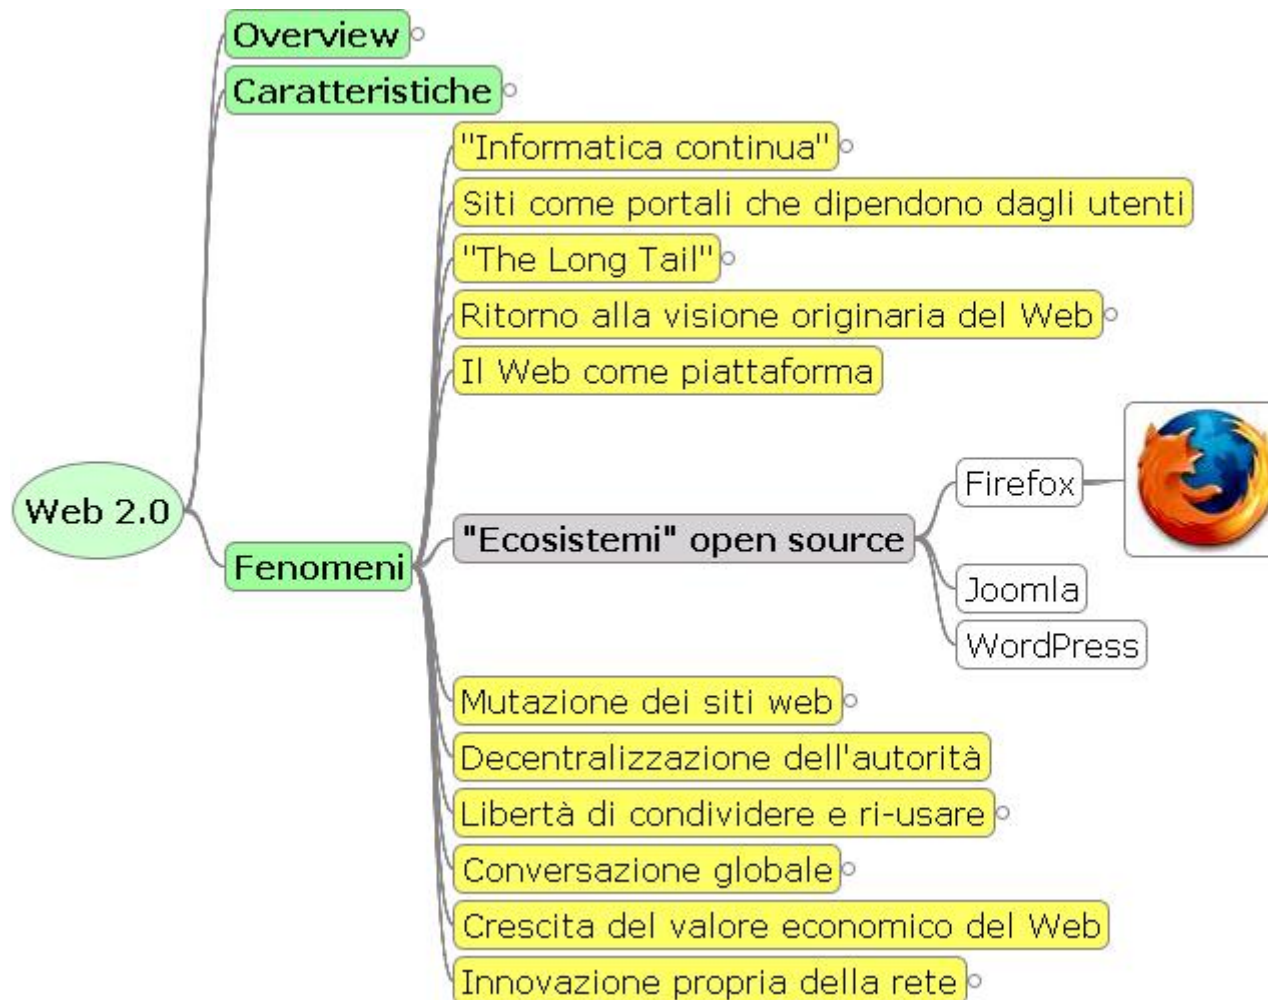 Overview
Caratteristiche
"Informatica continua"
Siti come portali che dipendono dagli utenti
"The Long Tail"
Ritorno alla visione originaria del Web
Il Web come piattaforma
Web 2.0
Fenomeni
"Ecosistemi" open source
Firefox
Joomla
WordPress
Mutazione dei siti web
Decentralizzazione dell'autorità
Libertà di condividere e ri-usare
Conversazione globale
Crescita del valore economico del Web
Innovazione propria della rete